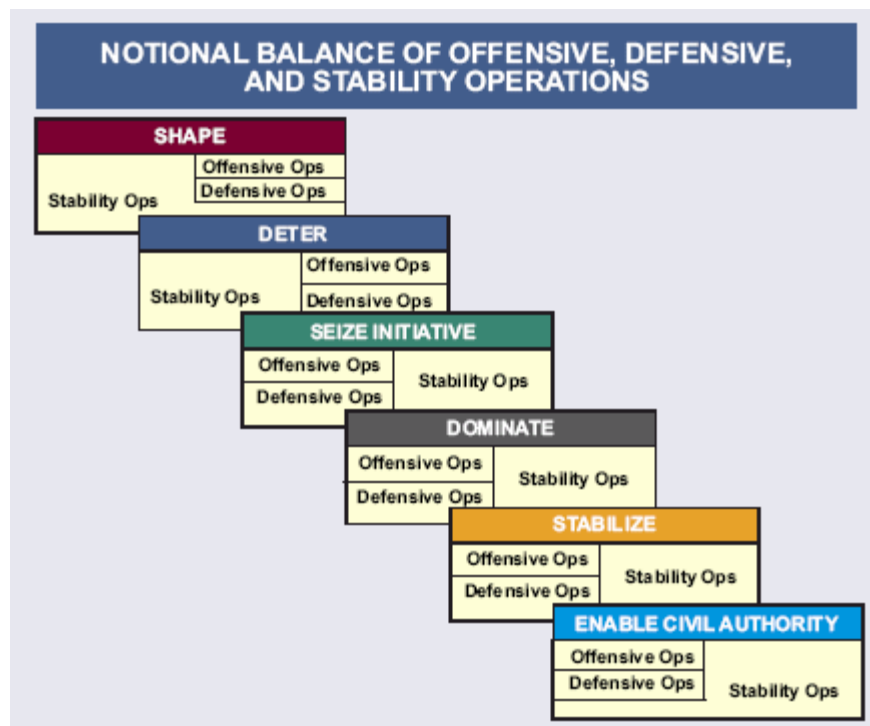 NOTIONAL BALANCE OF OFFENSIVE, DEFENSIVE,
AND STABILITY OPERATIONS
SHAPE
Offensive Ops
Defensive Ops
Stability Ops
DETER
Offensive Ops
Stability Ops
Defensive Ops
SEIZE INITIATIVE
Offensive Ops
Stability Ops
Defensive Ops
DOMINATE
Offensive Ops
Stability Ops
Defensive Ops
STABILIZE
Offensive Ops
Stability Ops
Defensive Ops
ENABLE CIVIL AUTHORITY
Offensive Ops
Defensive Ops
Stability Ops